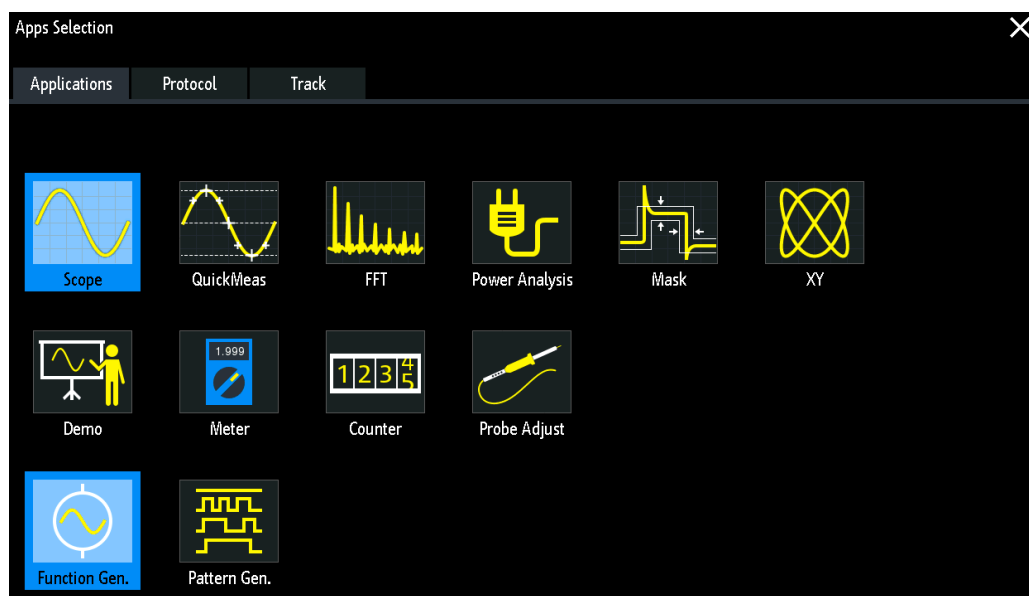 Apps Selection
Applications Protocol Track
Scope QuickMeas FFT Power Analysis Mask XY
1.999
1 2 3 4
5
Demo Meter Counter Probe Adjust
Function Gen. Pattern Gen.